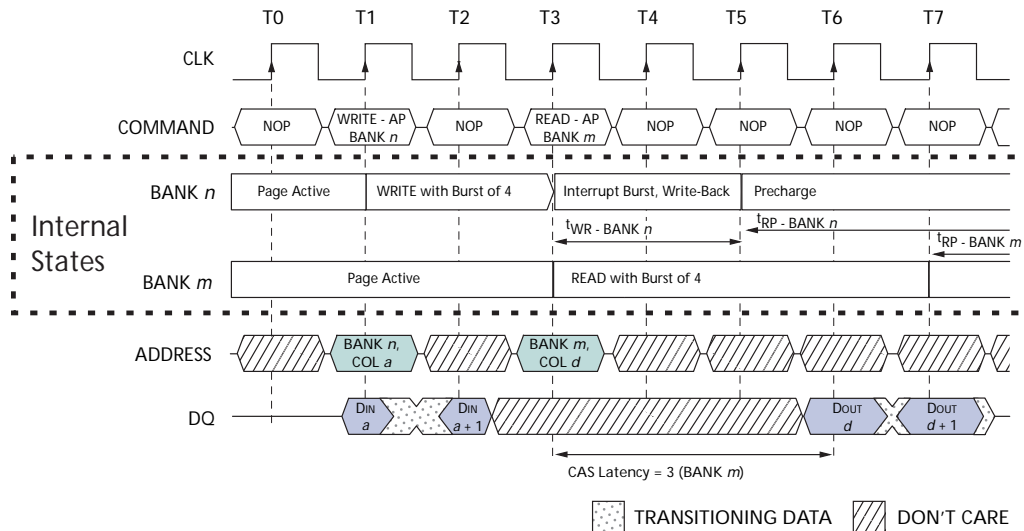 T0 T1 T2 T3 T4 T5 T6 T7
CLK
COMMAND
NOP
WRITE - AP
BANK n
NOP
READ - AP
BANK m
NOP
NOP
NOP
NOP
Internal
States
BANK n
Page Active
WRITE with Burst of 4
Interrupt Burst, Write-Back
Precharge
tWR - BANK n
tRP - BANK n
tRP - BANK m
BANK m
Page Active
READ with Burst of 4
ADDRESS
BANK n,
COL a
BANK m,
COL d
DQ
DIN
a
DIN
a + 1
DOUT
d
DOUT
d + 1
CAS Latency = 3 (BANK m)
TRANSITIONING DATA
DON'T CARE